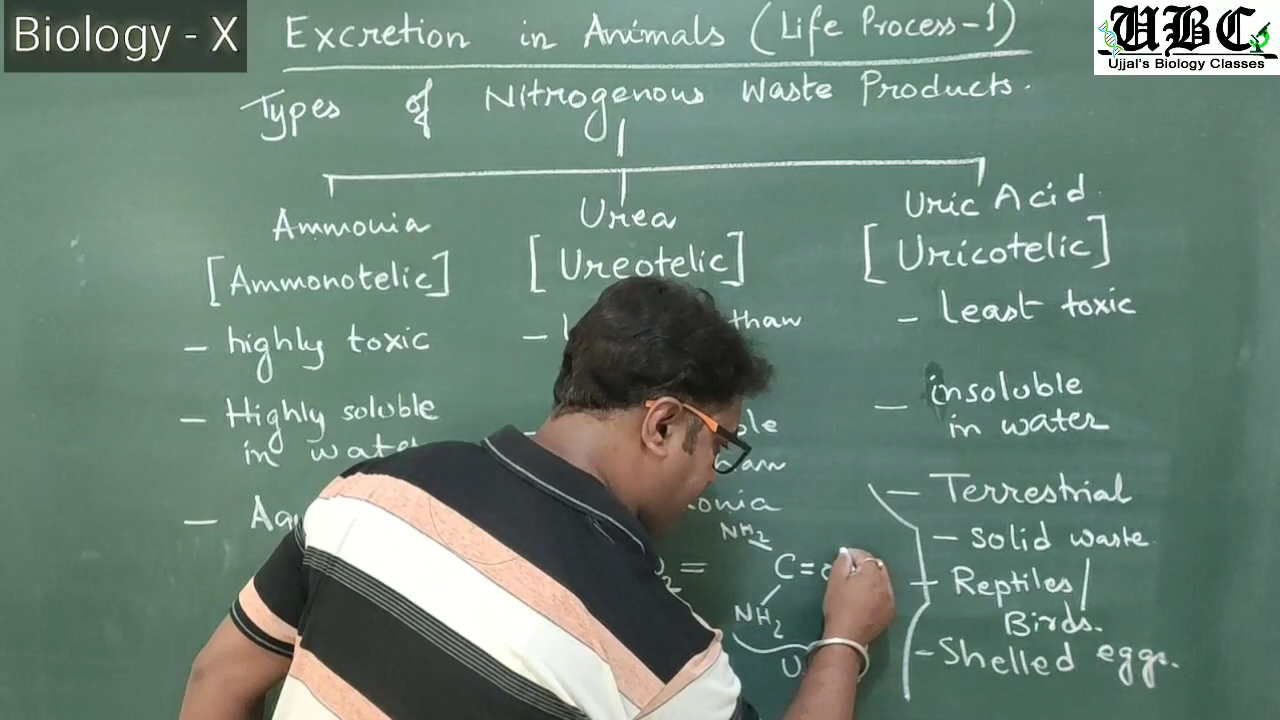 Biology - X
Excretion in Animals (Life Process-1)
UBC
Ujjal's Biology Classes
Types of Nitrogenous Waste Products.
Ammonia
[Ammonotelic]
- highly toxic
- Highly soluble
in water
Urea
[Ureotelic]
than
NH2
C=O
NH2
Uric Acid
[Uricotelic]
- least toxic
- insoluble
in water
- Terrestrial
- Solid waste
- Reptiles/
Birds.
- Shelled eggs.